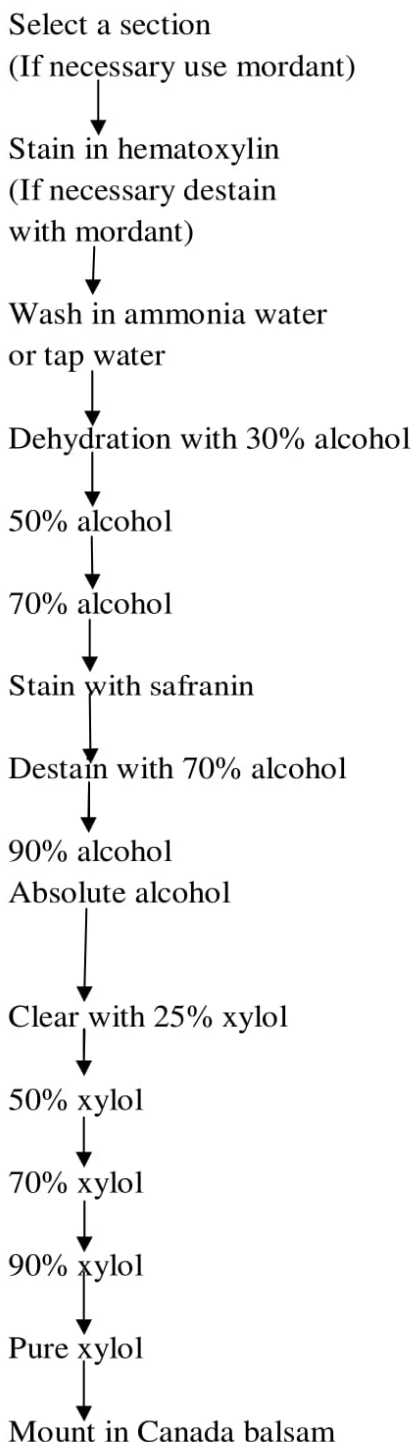 Select a section
(If necessary use mordant)
Stain in hematoxylin
(If necessary destain
with mordant)
Wash in ammonia water
or tap water
Dehydration with 30% alcohol
50% alcohol
70% alcohol
Stain with safranin
Destain with 70% alcohol
90% alcohol
Absolute alcohol
Clear with 25% xylol
50% xylol
70% xylol
90% xylol
Pure xylol
Mount in Canada balsam